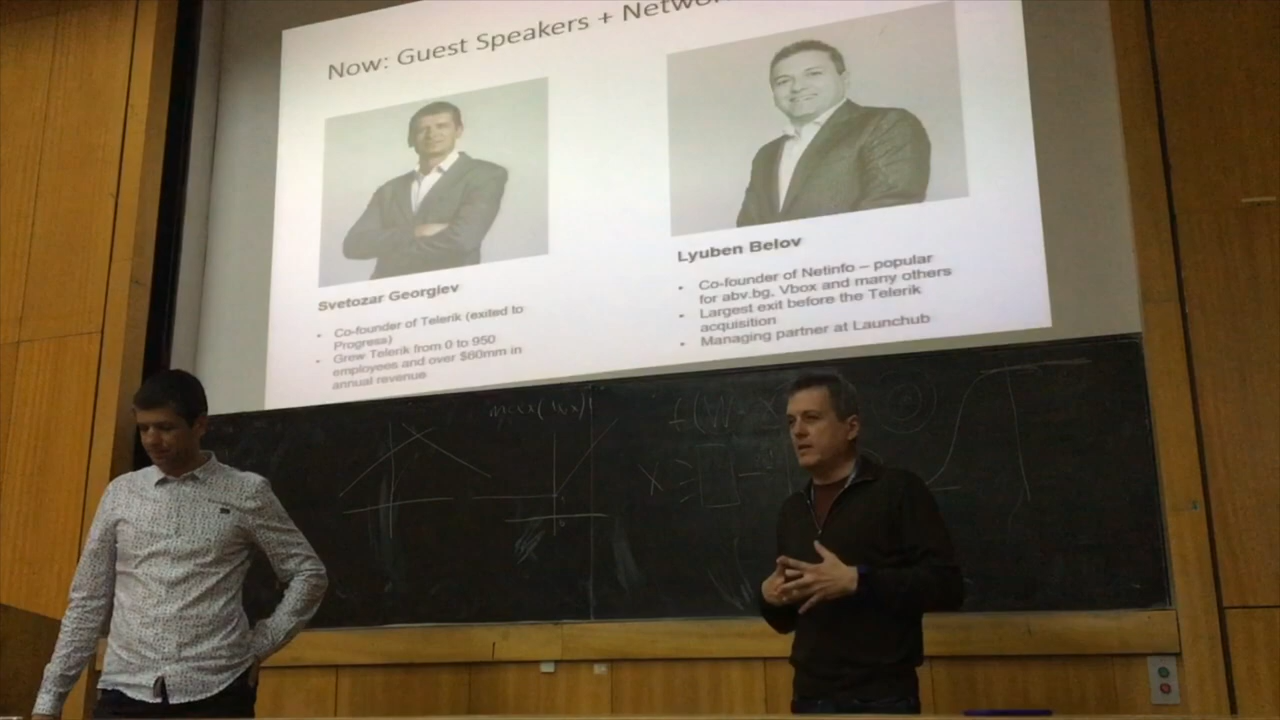 Now: Guest Speakers + Networ
Svetozar Georgiev
• Co-founder of Telerik (exited to
Progress)
• Grew Telerik from 0 to 950
employees and over $60mm in
annual revenue
Lyuben Belov
• Co-founder of Netinfo – popular
for abv.bg, Vbox and many others
• Largest exit before the Telerik
acquisition
• Managing partner at Launchub
X